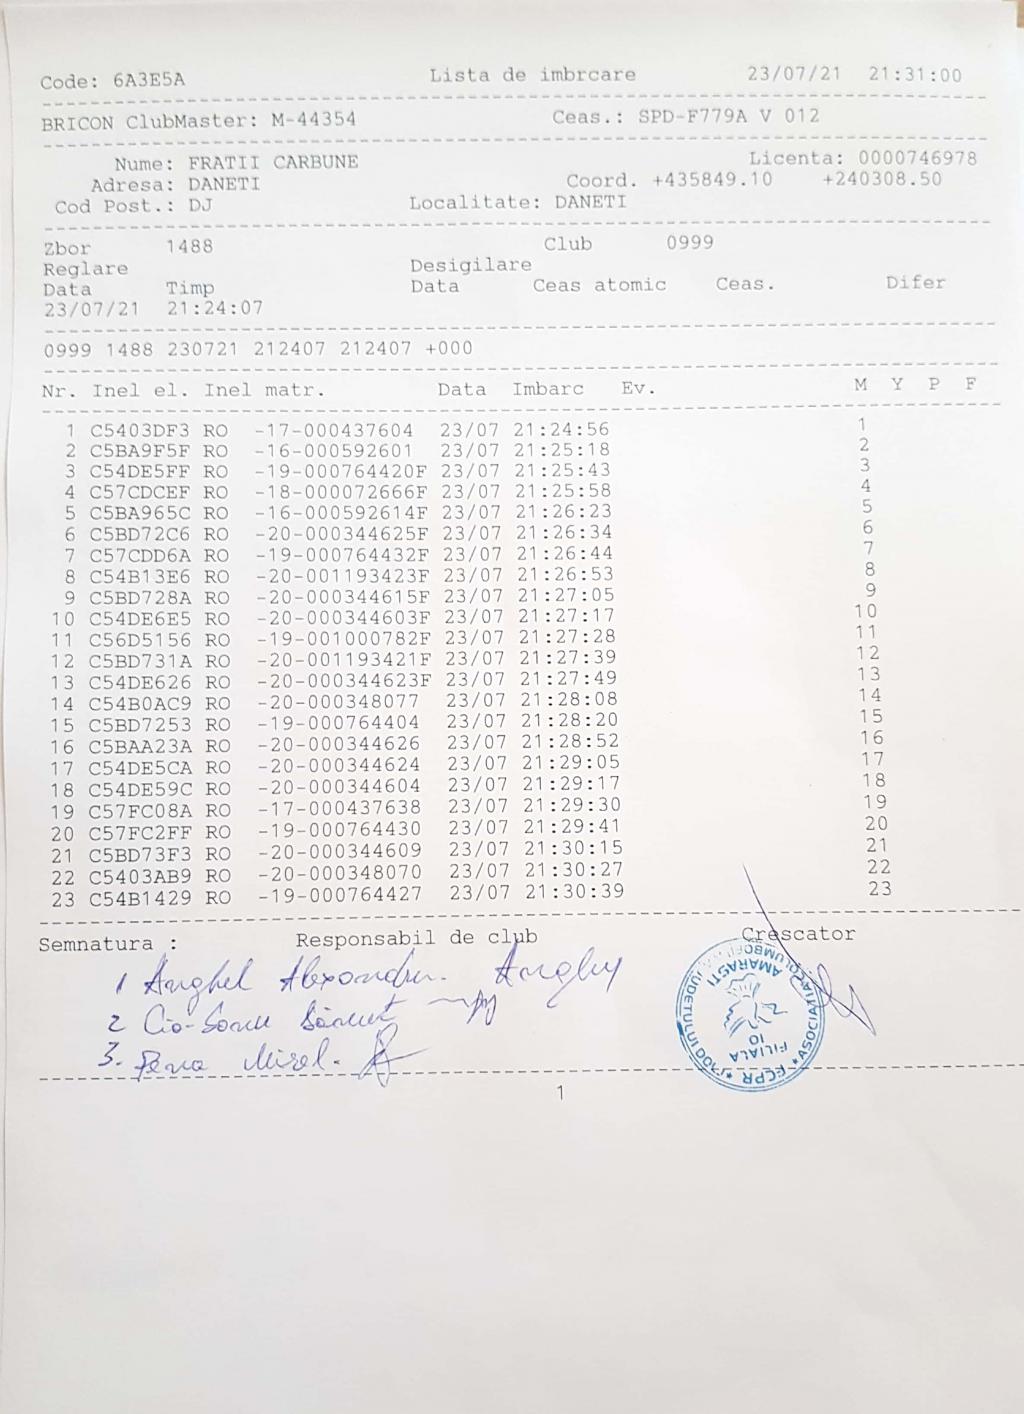 Code: 6A3E5A Lista de imbrcare 23/07/21 21:31:00
BRICON ClubMaster: M-44354 Ceas.: SPD-F779A V 012
Nume: FRATII CARBUNE Licenta: 0000746978
Adresa: DANETI Coord. +435849.10 +240308.50
Cod Post.: DJ Localitate: DANETI
Zbor 1488 Club 0999
Reglare Desigilare
Data Timp Data Ceas atomic Ceas. Difer
23/07/21 21:24:07
0999 1488 230721 212407 212407 +000
Nr. Inel el. Inel matr. Data Imbarc Ev. M Y P F
1 C5403DF3 RO -17-000437604 23/07 21:24:56 1
2 C5BA9F5F RO -16-000592601 23/07 21:25:18 2
3 C54DE5FF RO -19-000764420F 23/07 21:25:43 3
4 C57CDCEF RO -18-000072666F 23/07 21:25:58 4
5 C5BA965C RO -16-000592614F 23/07 21:26:23 5
6 C5BD72C6 RO -20-000344625F 23/07 21:26:34 6
7 C57CDD6A RO -19-000764432F 23/07 21:26:44 7
8 C54B13E6 RO -20-001193423F 23/07 21:26:53 8
9 C5BD728A RO -20-000344615F 23/07 21:27:05 9
10 C54DE6E5 RO -20-000344603F 23/07 21:27:17 10
11 C56D5156 RO -19-001000782F 23/07 21:27:28 11
12 C5BD731A RO -20-001193421F 23/07 21:27:39 12
13 C54DE626 RO -20-000344623F 23/07 21:27:49 13
14 C54B0AC9 RO -20-000348077 23/07 21:28:08 14
15 C5BD7253 RO -19-000764404 23/07 21:28:20 15
16 C5BAA23A RO -20-000344626 23/07 21:28:52 16
17 C54DE5CA RO -20-000344624 23/07 21:29:05 17
18 C54DE59C RO -20-000344604 23/07 21:29:17 18
19 C57FC08A RO -17-000437638 23/07 21:29:30 19
20 C57FC2FF RO -19-000764430 23/07 21:29:41 20
21 C5BD73F3 RO -20-000344609 23/07 21:30:15 21
22 C5403AB9 RO -20-000348070 23/07 21:30:27 22
23 C54B1429 RO -19-000764427 23/07 21:30:39 23
Semnatura : Responsabil de club Crescator
1 Anghel Alexandru.
2
3. Mirel.
FCPR * ASOCIATIA COLUMBOFILA JUDETULUI DOLJ *
FILIALA
10
AMARASTI
1